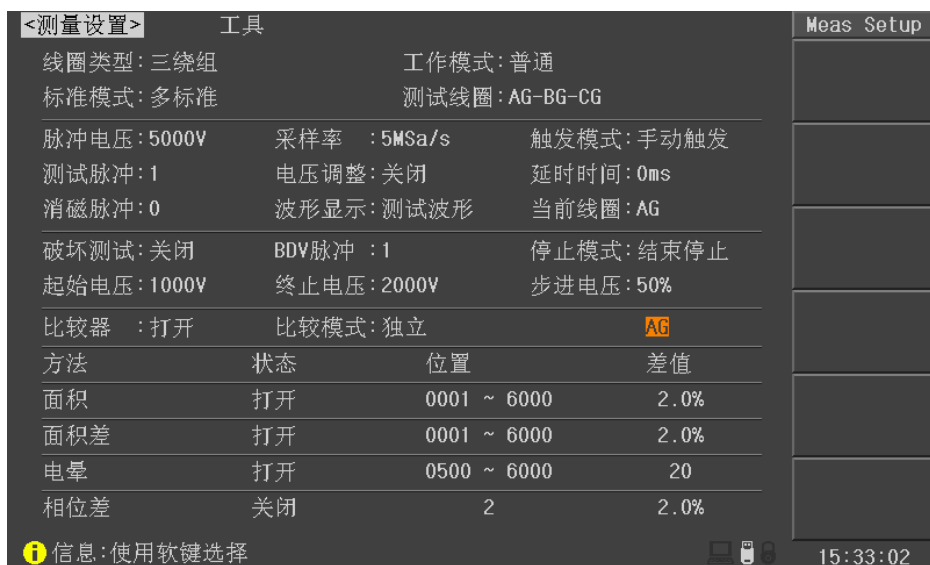 <测量设置> 工具 Meas Setup
线圈类型:三绕组 工作模式:普通
标准模式:多标准 测试线圈:AG-BG-CG
脉冲电压:5000V 采样率 :5MSa/s 触发模式:手动触发
测试脉冲:1 电压调整:关闭 延时时间:0ms
消磁脉冲:0 波形显示:测试波形 当前线圈:AG
破坏测试:关闭 BDV脉冲 :1 停止模式:结束停止
起始电压:1000V 终止电压:2000V 步进电压:50%
比较器 :打开 比较模式:独立 AG
方法 状态 位置 差值
面积 打开 0001 ~ 6000 2.0%
面积差 打开 0001 ~ 6000 2.0%
电晕 打开 0500 ~ 6000 20
相位差 关闭 2 2.0%
信息:使用软键选择 15:33:02